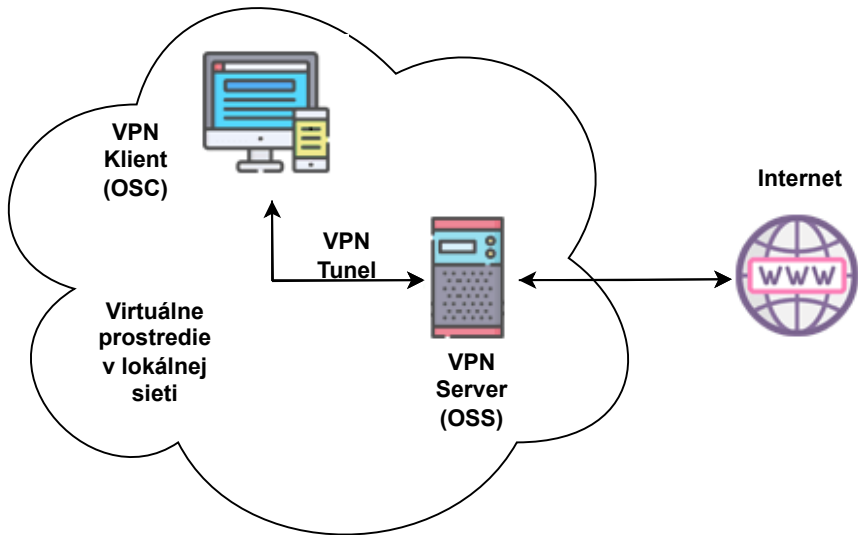 VPN
Klient
(OSC)
VPN
Tunel
Internet
WWW
Virtuálne
prostredie
v lokálnej
sieti
VPN
Server
(OSS)